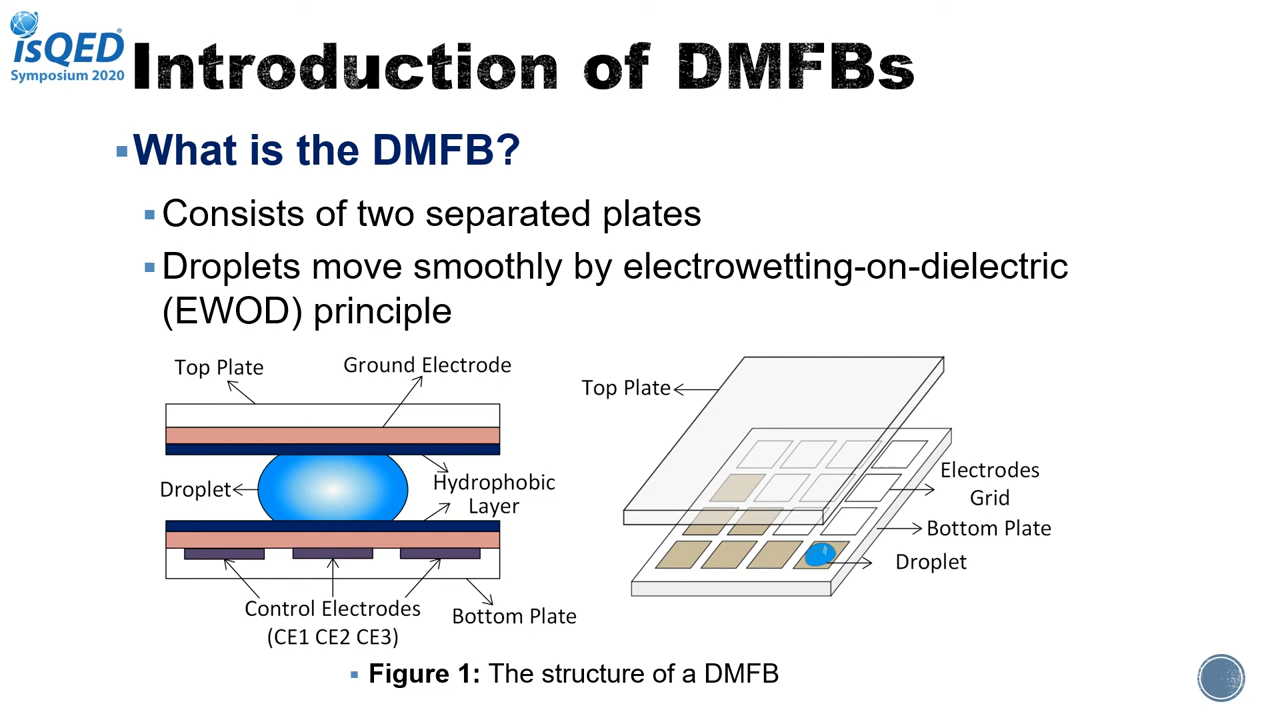 isQED
Symposium 2020
Introduction of DMFBs
What is the DMFB?
Consists of two separated plates
Droplets move smoothly by electrowetting-on-dielectric
(EWOD) principle
Top Plate
Ground Electrode
Droplet
Hydrophobic
Layer
Control Electrodes
(CE1 CE2 CE3)
Bottom Plate
Top Plate
Electrodes
Grid
Bottom Plate
Droplet
Figure 1: The structure of a DMFB